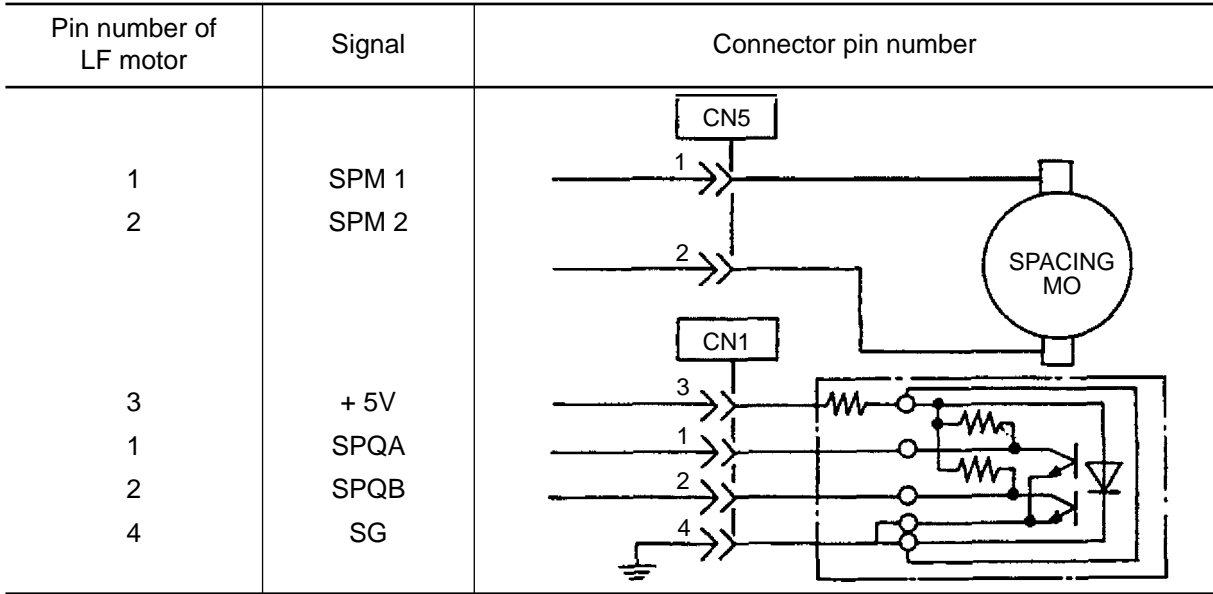 Pin number of
LF motor
Signal
Connector pin number
CN5
1 SPM 1 1
2 SPM 2
2
SPACING
MO
CN1
3 + 5V 3
1 SPQA 1
2 SPQB 2
4 SG 4